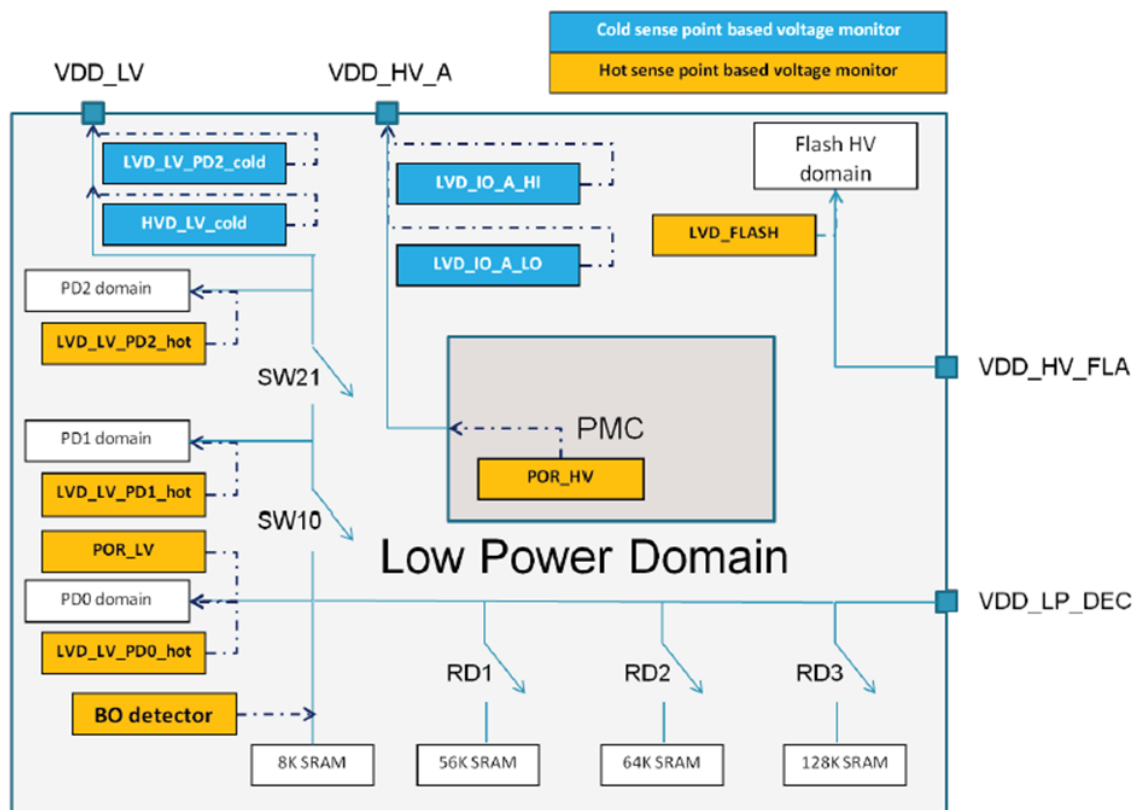 Cold sense point based voltage monitor
Hot sense point based voltage monitor
VDD_LV
VDD_HV_A
LVD_LV_PD2_cold
HVD_LV_cold
LVD_IO_A_HI
LVD_IO_A_LO
Flash HV
domain
LVD_FLASH
PD2 domain
LVD_LV_PD2_hot
SW21
VDD_HV_FLA
PD1 domain
LVD_LV_PD1_hot
PMC
POR_HV
SW10
POR_LV
Low Power Domain
PD0 domain
VDD_LP_DEC
LVD_LV_PD0_hot
RD1
RD2
RD3
BO detector
8K SRAM
56K SRAM
64K SRAM
128K SRAM